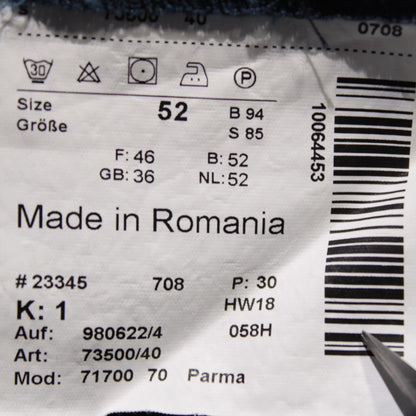 0708
30 P
Size 52 B 94
Größe S 85
F: 46 B: 52
GB: 36 NL: 52
Made in Romania
# 23345 708 P: 30
K: 1 HW18
Auf: 980622/4 058H
Art: 73500/40
Mod: 71700 70 Parma
10064453